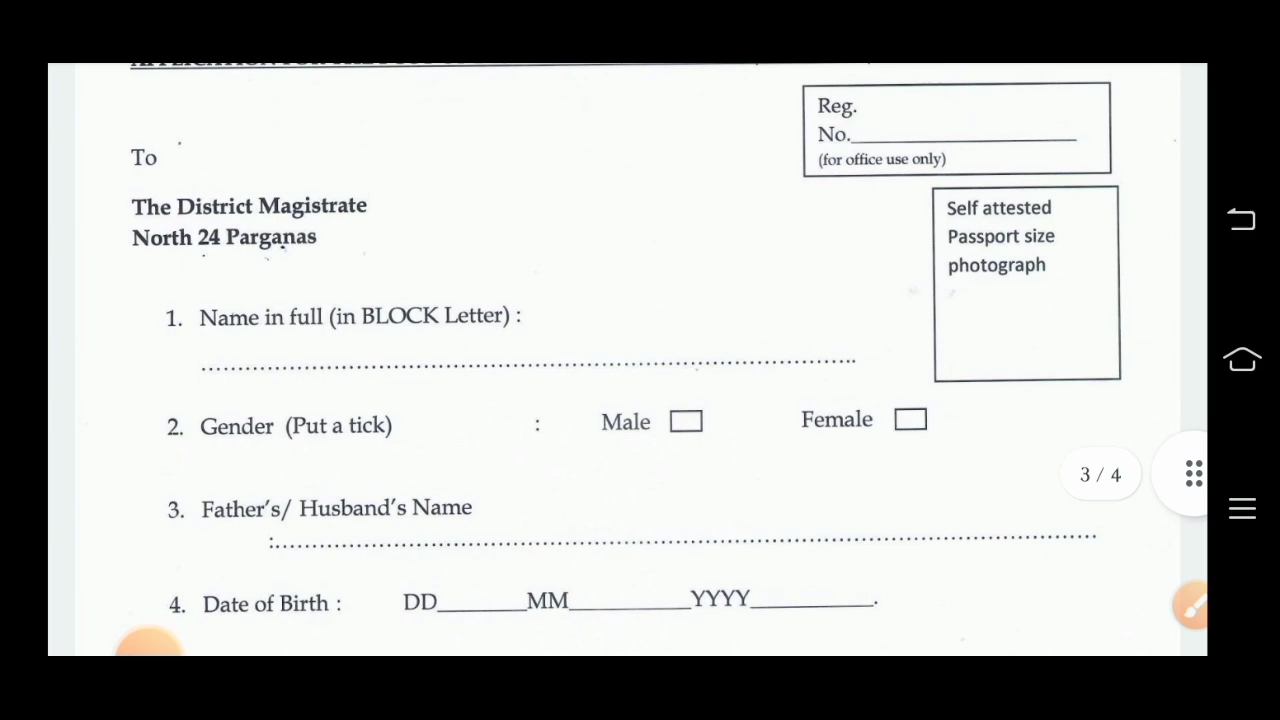 Reg.
No.
(for office use only)
To
The District Magistrate
North 24 Parganas
Self attested
Passport size
photograph
1. Name in full (in BLOCK Letter) :
2. Gender (Put a tick) : Male Female
3. Father's/ Husband's Name
:
4. Date of Birth : DD______MM________YYYY________.
3 / 4